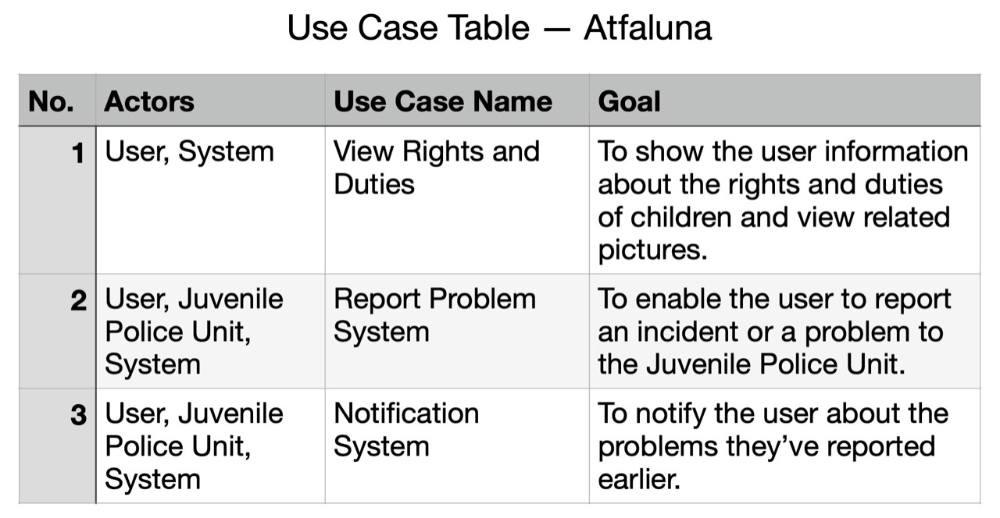 Use Case Table — Atfaluna
No. Actors Use Case Name Goal
1 User, System View Rights and Duties To show the user information about the rights and duties of children and view related pictures.
2 User, Juvenile Police Unit, System Report Problem System To enable the user to report an incident or a problem to the Juvenile Police Unit.
3 User, Juvenile Police Unit, System Notification System To notify the user about the problems they’ve reported earlier.